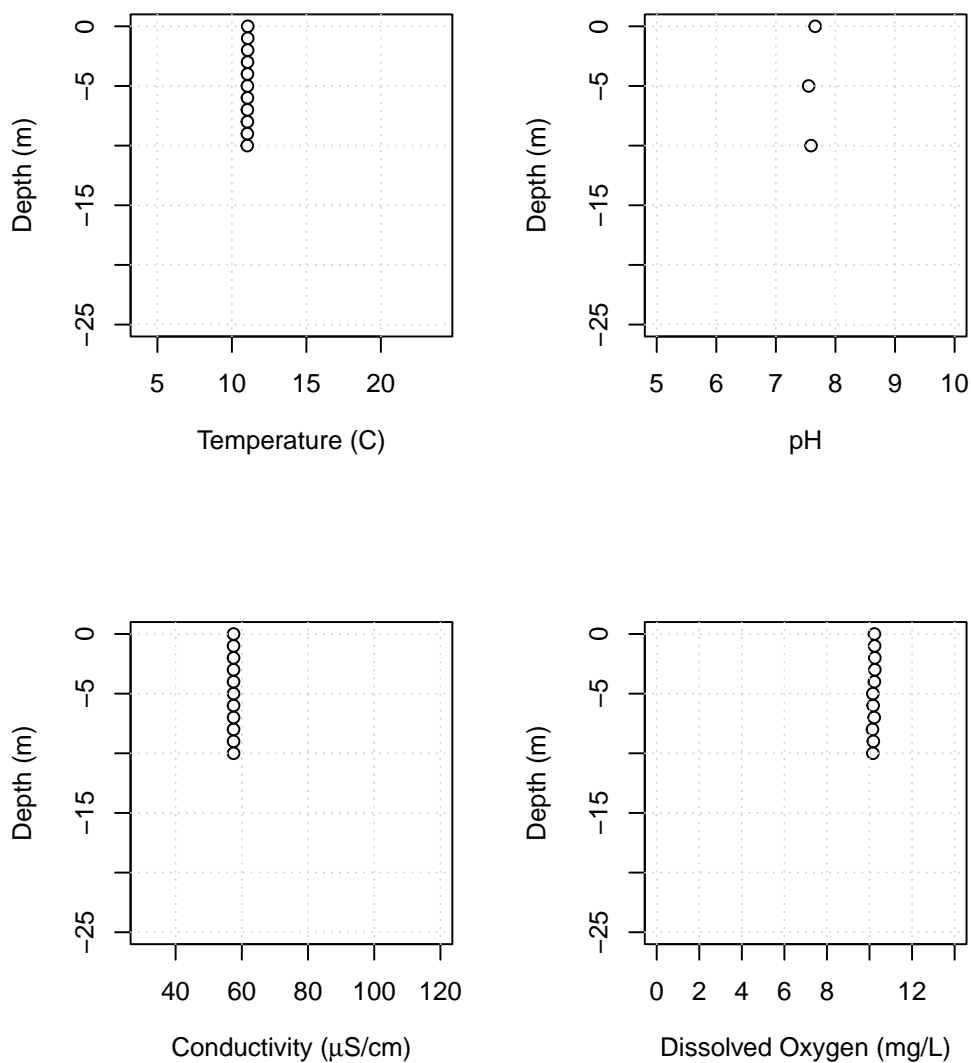 0
−5
−15
−25
Depth (m)
5 10 15 20
Temperature (C)
0
−5
−15
−25
Depth (m)
5 6 7 8 9 10
pH
0
−5
−15
−25
Depth (m)
40 60 80 100 120
Conductivity (μS/cm)
0
−5
−15
−25
Depth (m)
0 2 4 6 8 12
Dissolved Oxygen (mg/L)